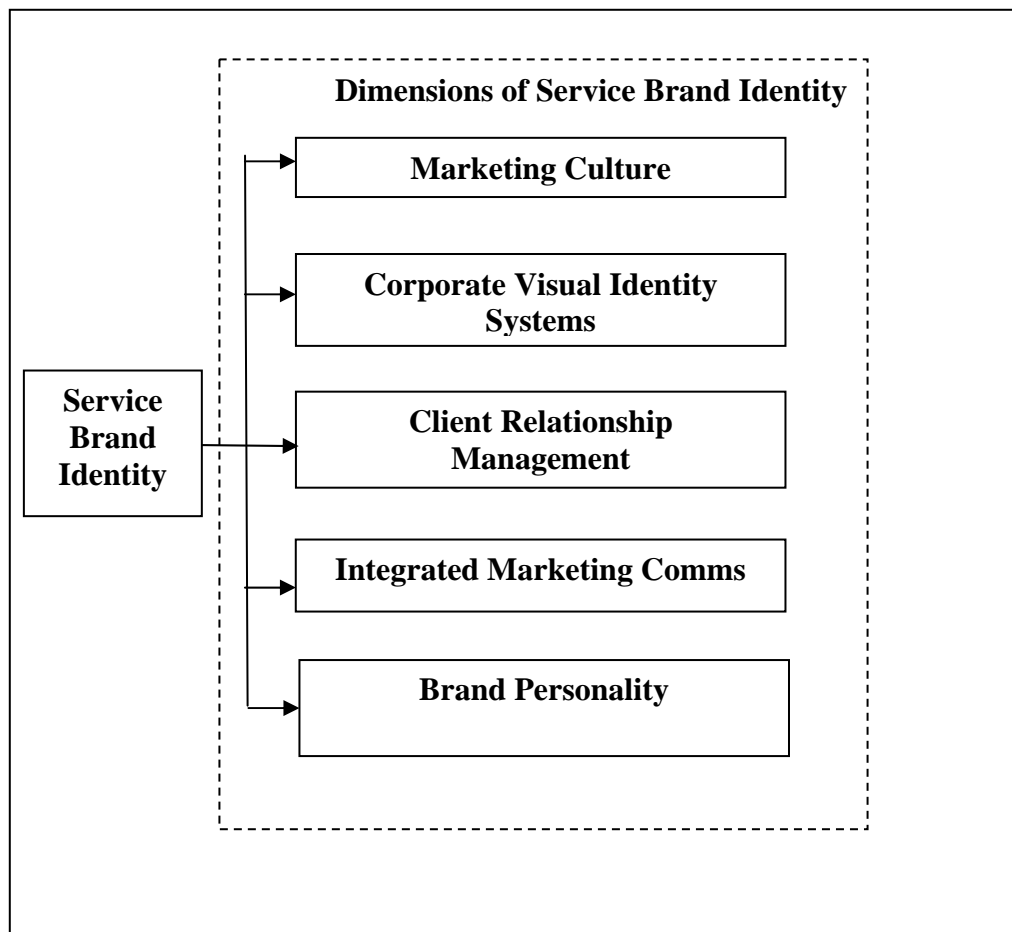 Dimensions of Service Brand Identity
Marketing Culture
Corporate Visual Identity
Systems
Service
Brand
Identity
Client Relationship
Management
Integrated Marketing Comms
Brand Personality